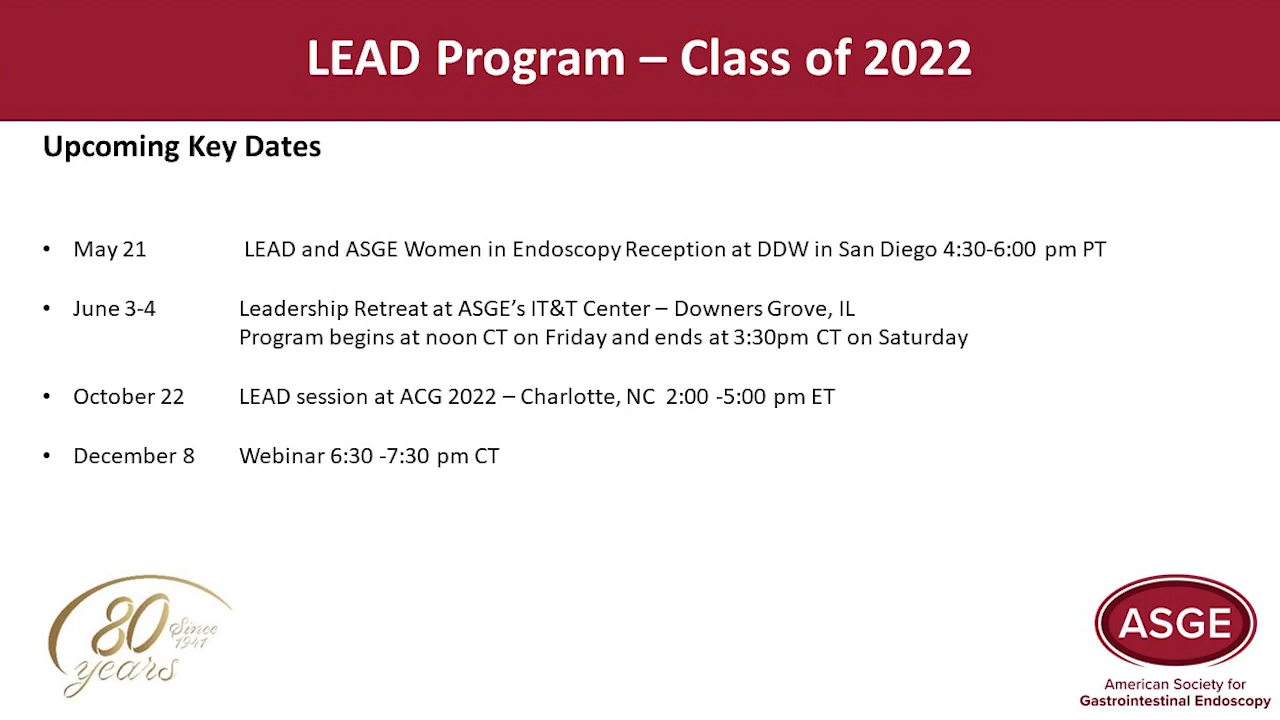 LEAD Program – Class of 2022
Upcoming Key Dates
• May 21 LEAD and ASGE Women in Endoscopy Reception at DDW in San Diego 4:30-6:00 pm PT
• June 3-4 Leadership Retreat at ASGE’s IT&T Center – Downers Grove, IL
Program begins at noon CT on Friday and ends at 3:30pm CT on Saturday
• October 22 LEAD session at ACG 2022 – Charlotte, NC 2:00 -5:00 pm ET
• December 8 Webinar 6:30 -7:30 pm CT
80 years
Since
1941
ASGE
American Society for
Gastrointestinal Endoscopy